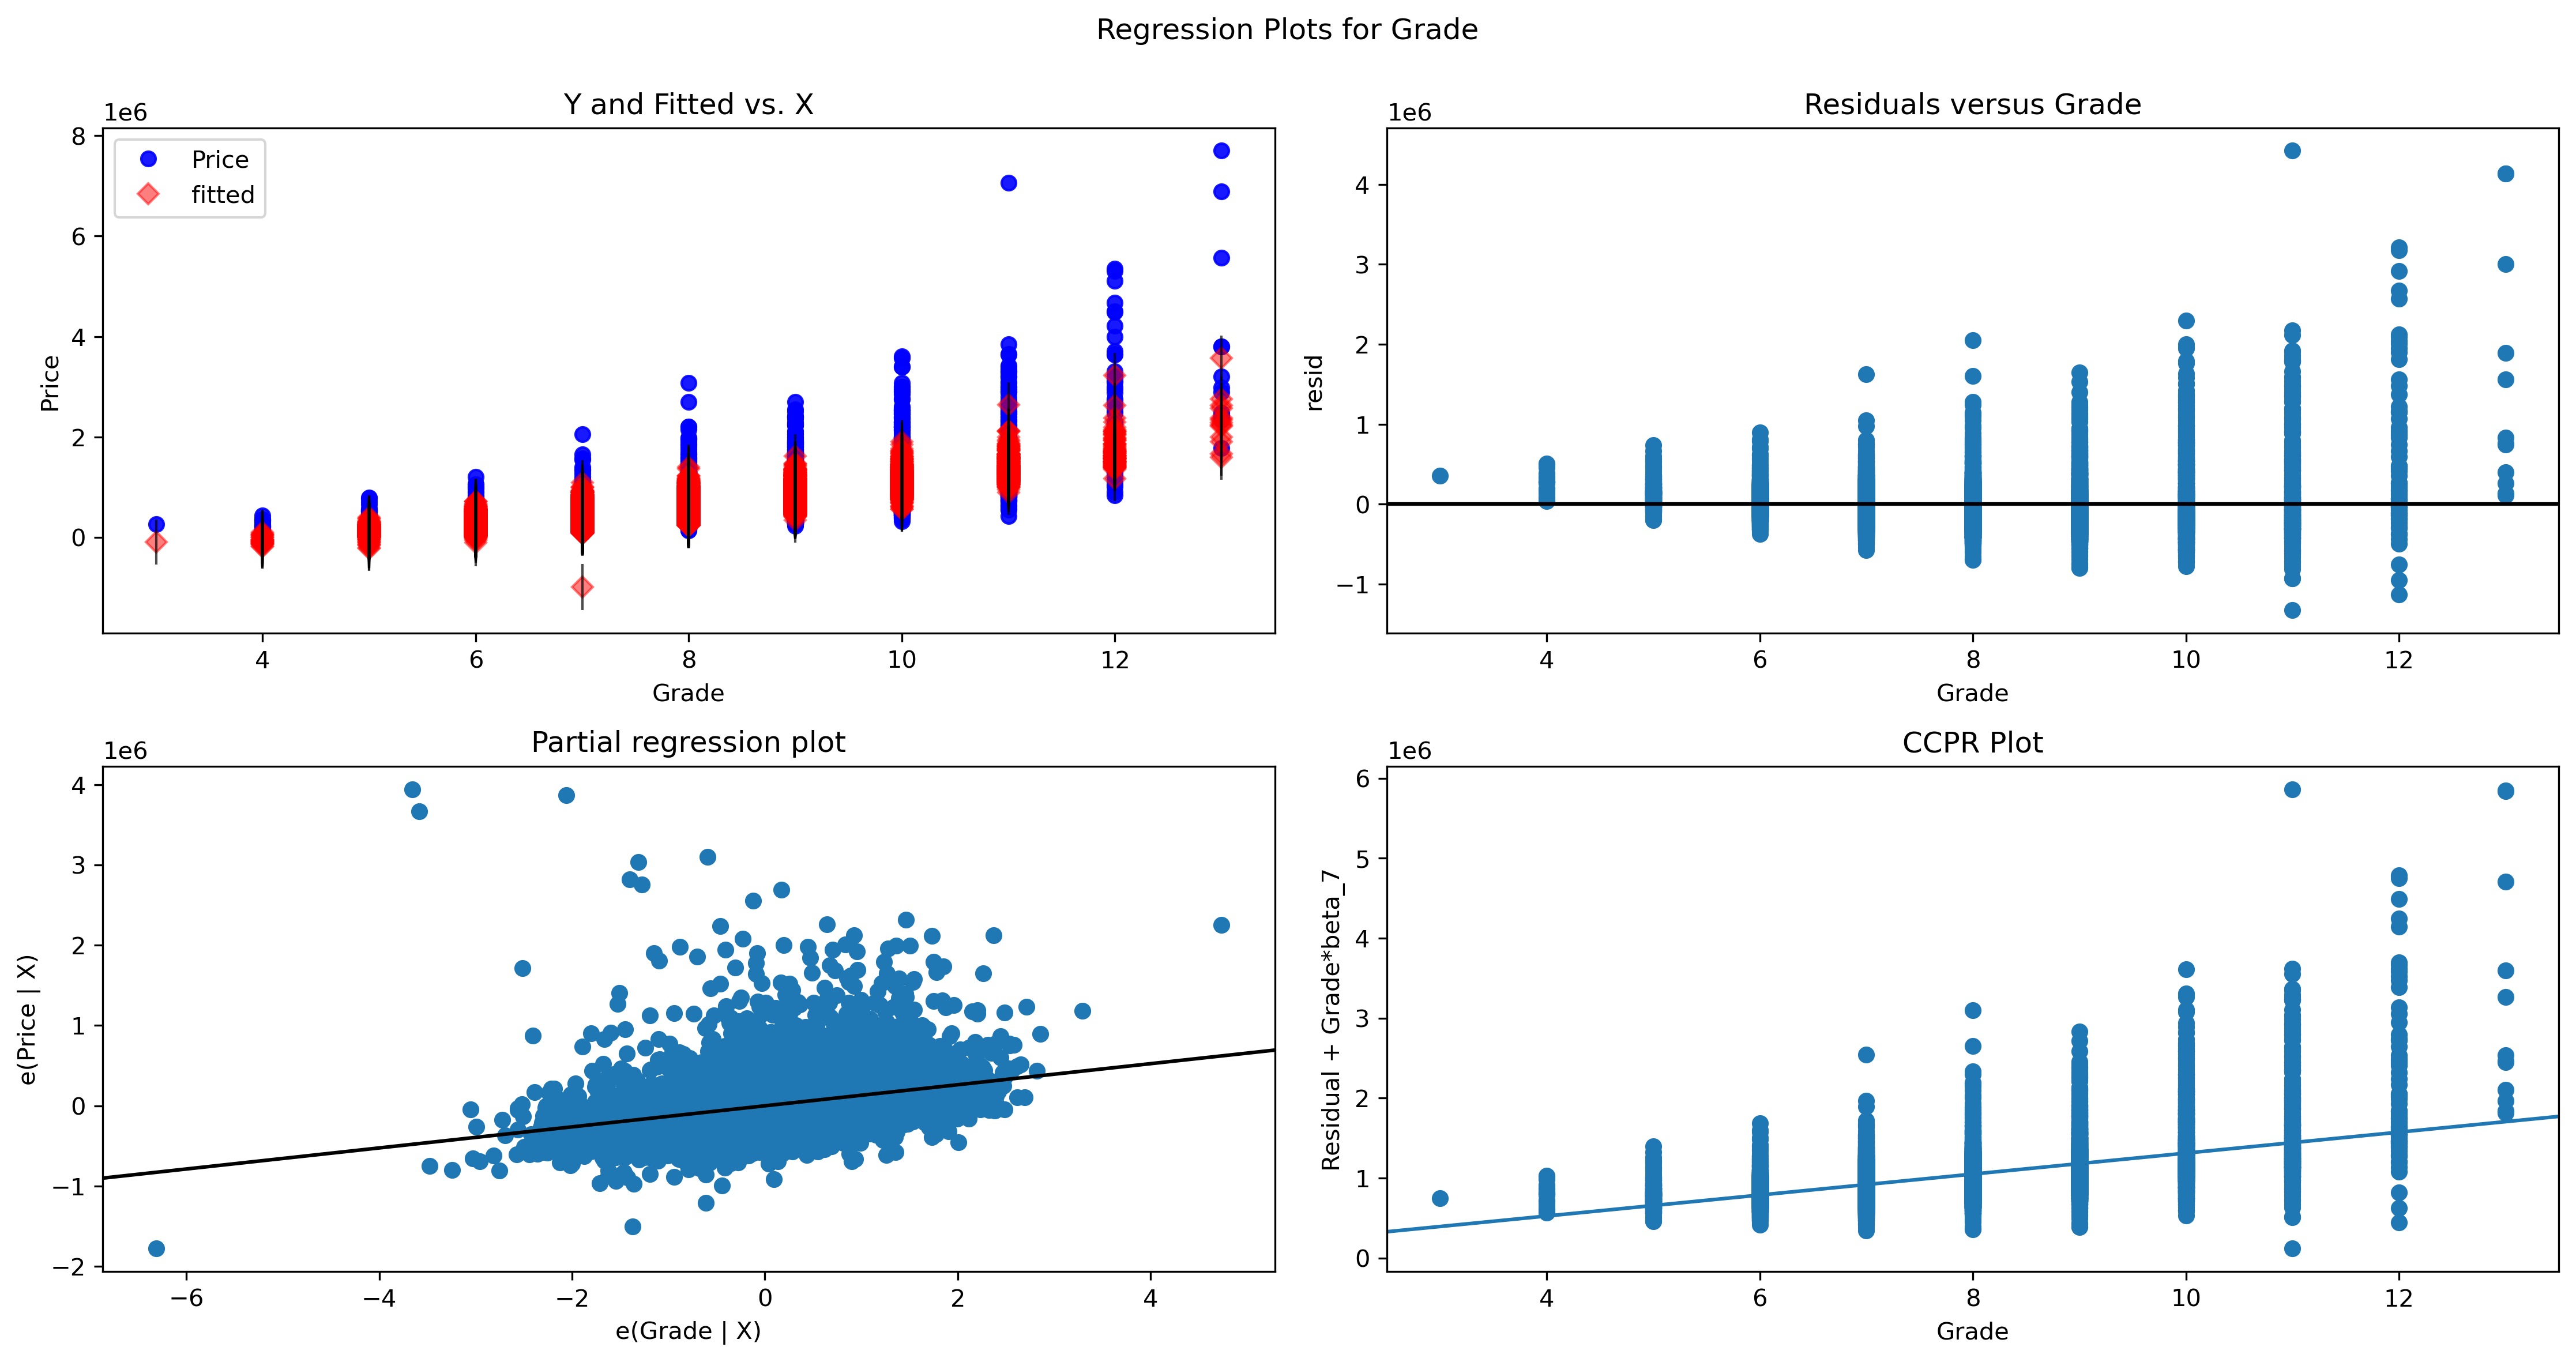 Regression Plots for Grade
Y and Fitted vs. X
1e6
Price
fitted
8
6
4
2
0
Price
4 6 8 10 12
Grade
Residuals versus Grade
1e6
4
3
2
1
0
−1
resid
4 6 8 10 12
Grade
Partial regression plot
1e6
4
3
2
1
0
−1
−2
e(Price | X)
−6 −4 −2 0 2 4
e(Grade | X)
CCPR Plot
1e6
6
5
4
3
2
1
0
Residual + Grade*beta_7
4 6 8 10 12
Grade